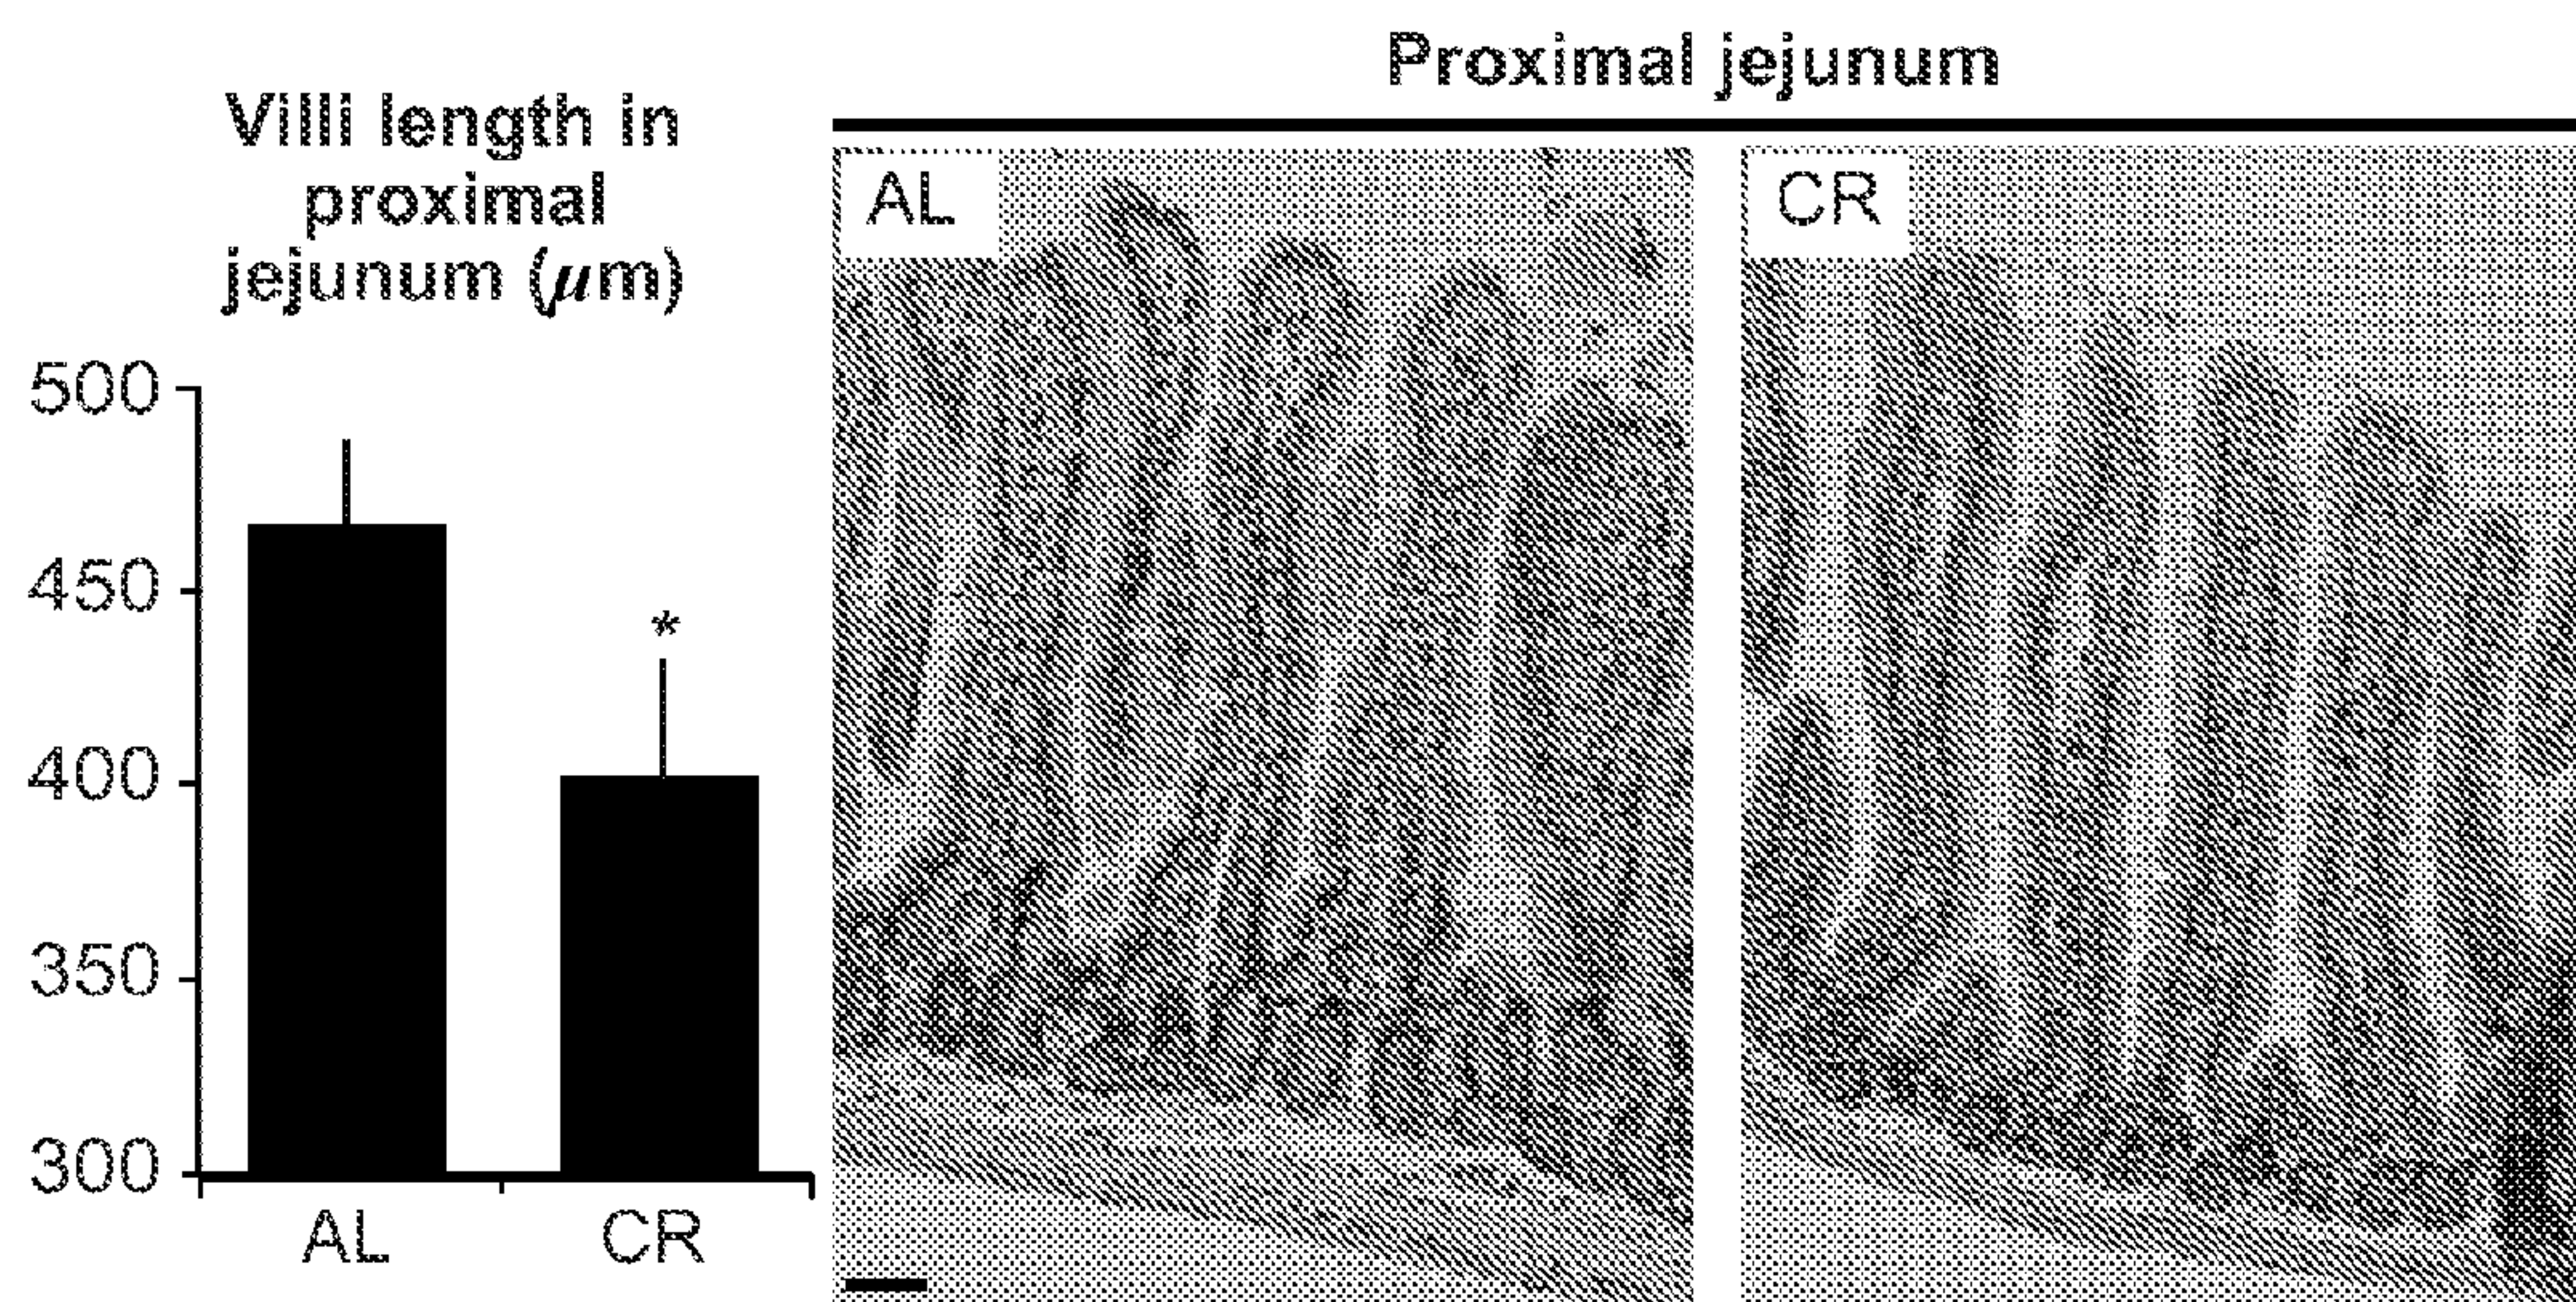 Villi length in
proximal
jejunum (μm)
500
450
400
350
300
*
AL
CR
Proximal jejunum
AL
CR